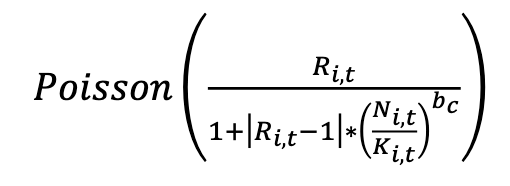 Poisson(R_{i,t} / (1+|R_{i,t}−1|*(N_{i,t}/K_{i,t})^{b_c}))